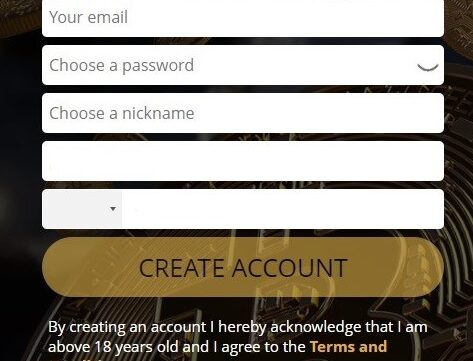 Your email
Choose a password
Choose a nickname
CREATE ACCOUNT
By creating an account I hereby acknowledge that I am
above 18 years old and I agree to the Terms and